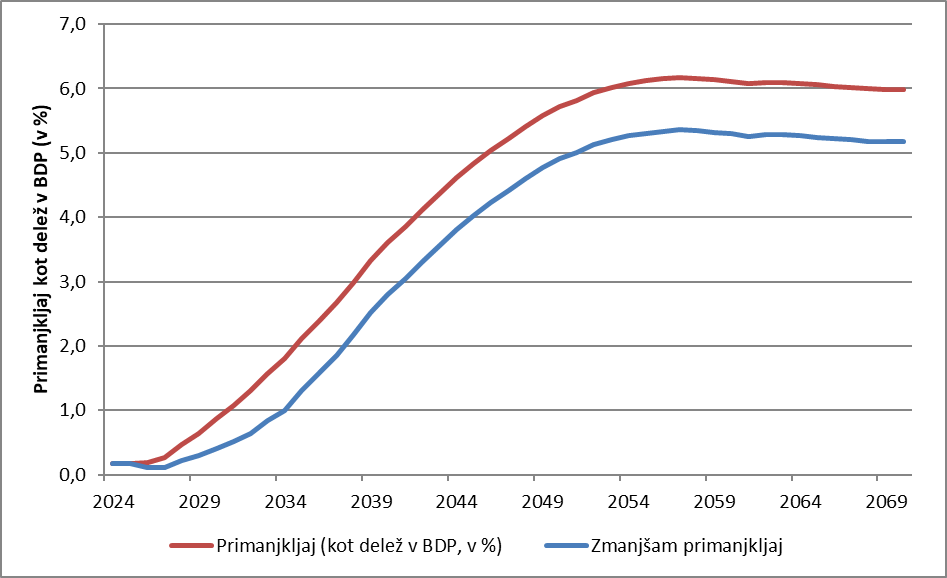 Primanjkljaj kot delež v BDP (v %)
7,0
6,0
5,0
4,0
3,0
2,0
1,0
0,0
2024 2029 2034 2039 2044 2049 2054 2059 2064 2069
Primanjkljaj (kot delež v BDP, v %) Zmanjšam primanjkljaj